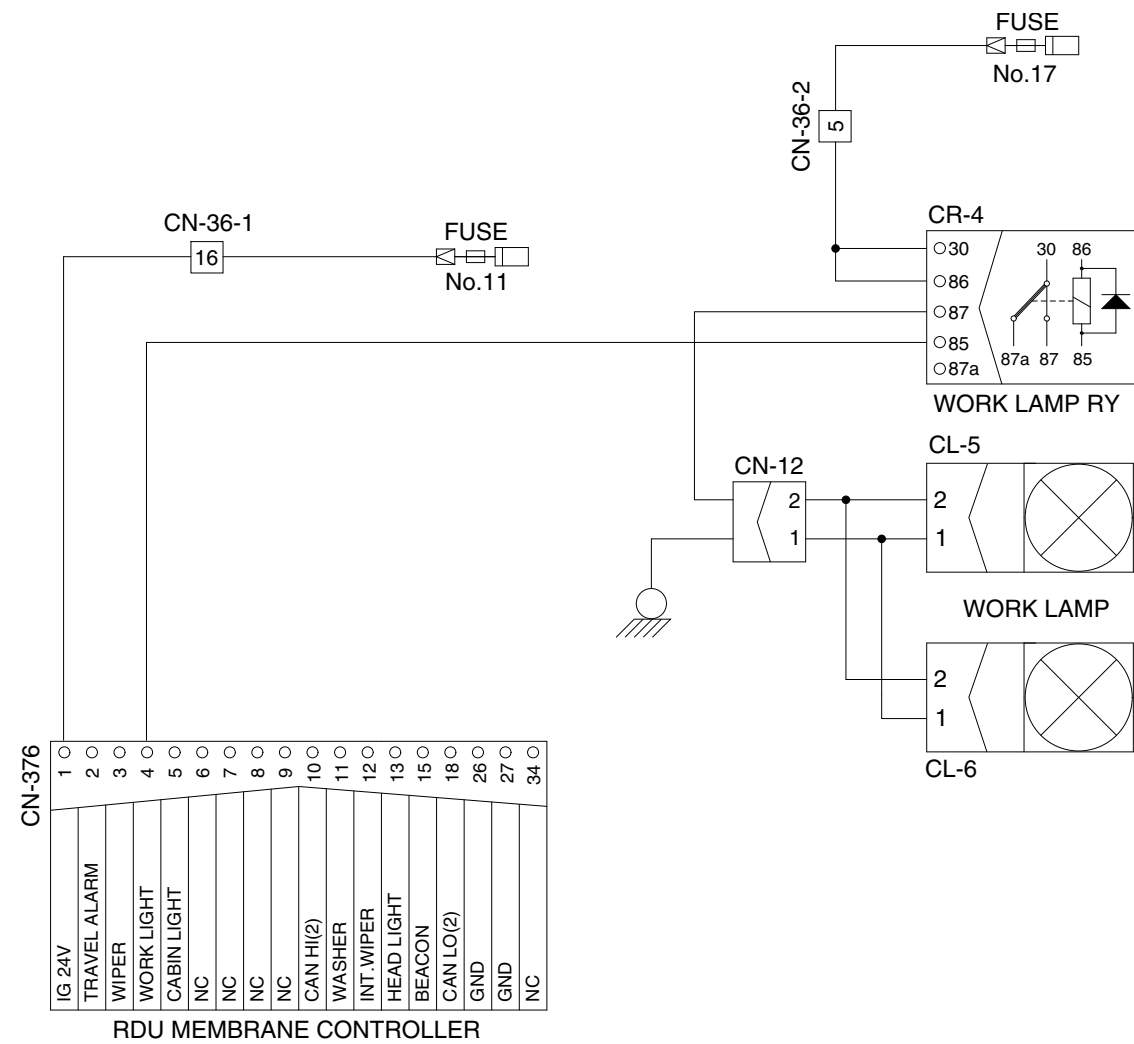 FUSE
No.17
CN-36-2
5
CN-36-1
16
FUSE
No.11
CR-4
30
86
87
85
87a
30 86
87a 87 85
WORK LAMP RY
CN-12
2
1
CL-5
2
1
WORK LAMP
2
1
CL-6
CN-376
1 2 3 4 5 6 7 8 9 10 11 12 13 15 18 26 27 34
IG 24V
TRAVEL ALARM
WIPER
WORK LIGHT
CABIN LIGHT
NC
NC
NC
NC
CAN HI(2)
WASHER
INT.WIPER
HEAD LIGHT
BEACON
CAN LO(2)
GND
GND
NC
RDU MEMBRANE CONTROLLER